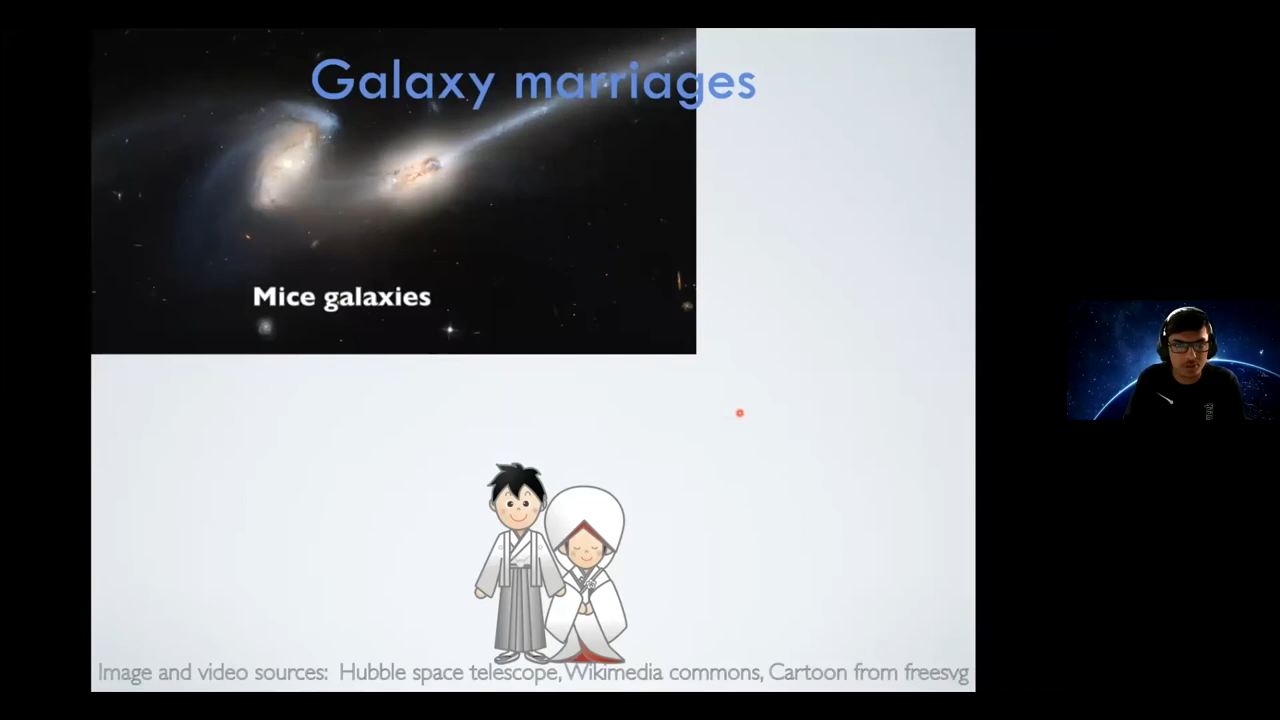 Galaxy marriages
Mice galaxies
Image and video sources: Hubble space telescope, Wikimedia commons, Cartoon from freesvg